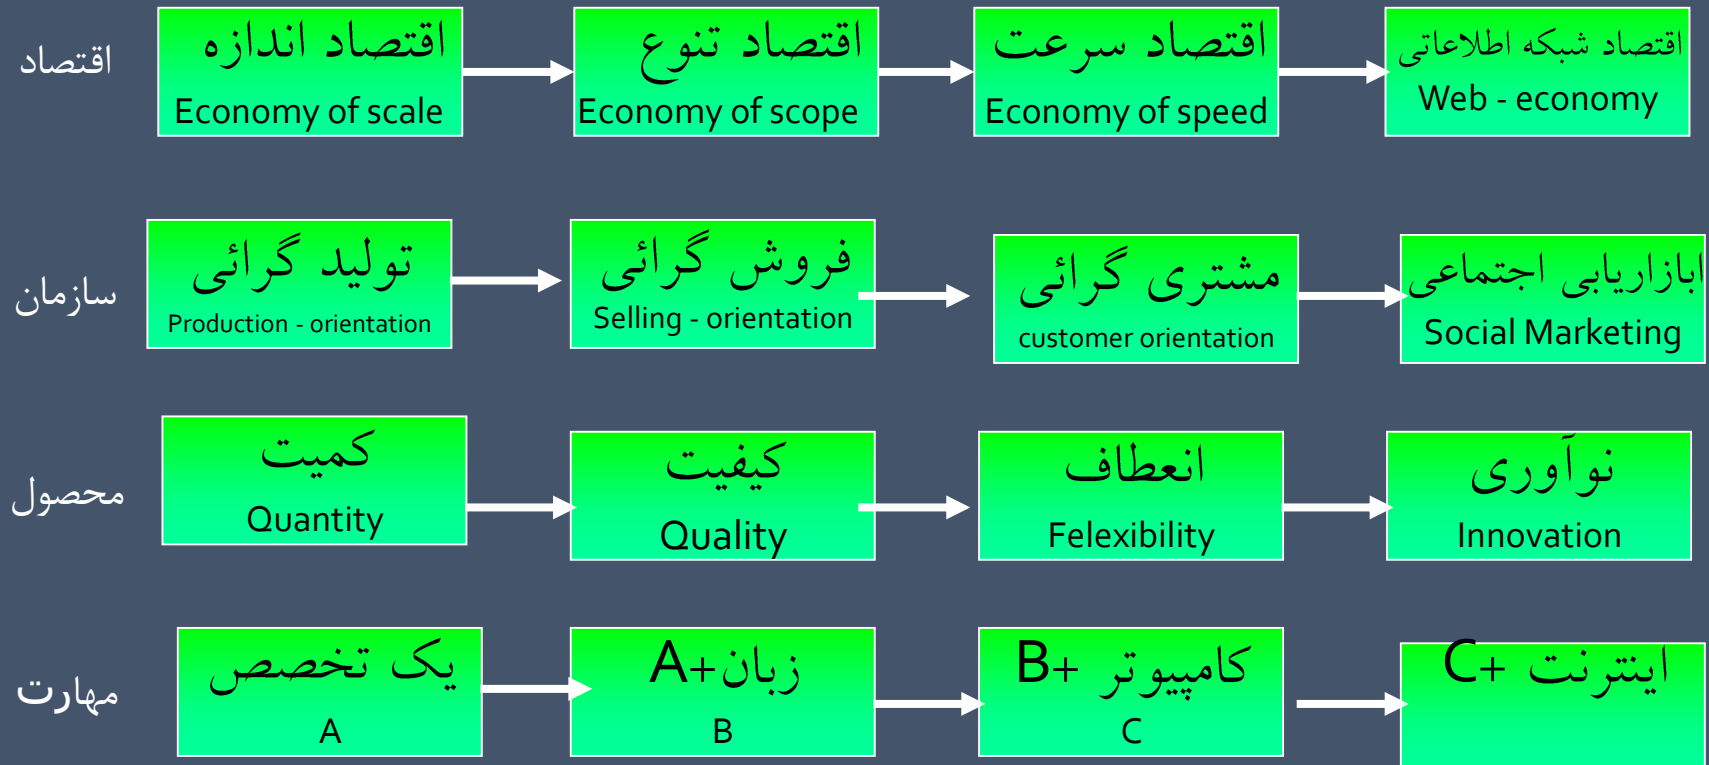 اقتصاد
اقتصاد اندازه
Economy of scale
اقتصاد تنوع
Economy of scope
اقتصاد سرعت
Economy of speed
اقتصاد شبکه اطلاعاتی
Web - economy
سازمان
تولید گرائی
Production - orientation
فروش گرائی
Selling - orientation
مشتری گرائی
customer orientation
ابازاریابی اجتماعی
Social Marketing
محصول
کمیت
Quantity
کیفیت
Quality
انعطاف
Felexibility
نوآوری
Innovation
مهارت
یک تخصص
A
زبان+A
B
کامپیوتر +B
C
اینترنت +C